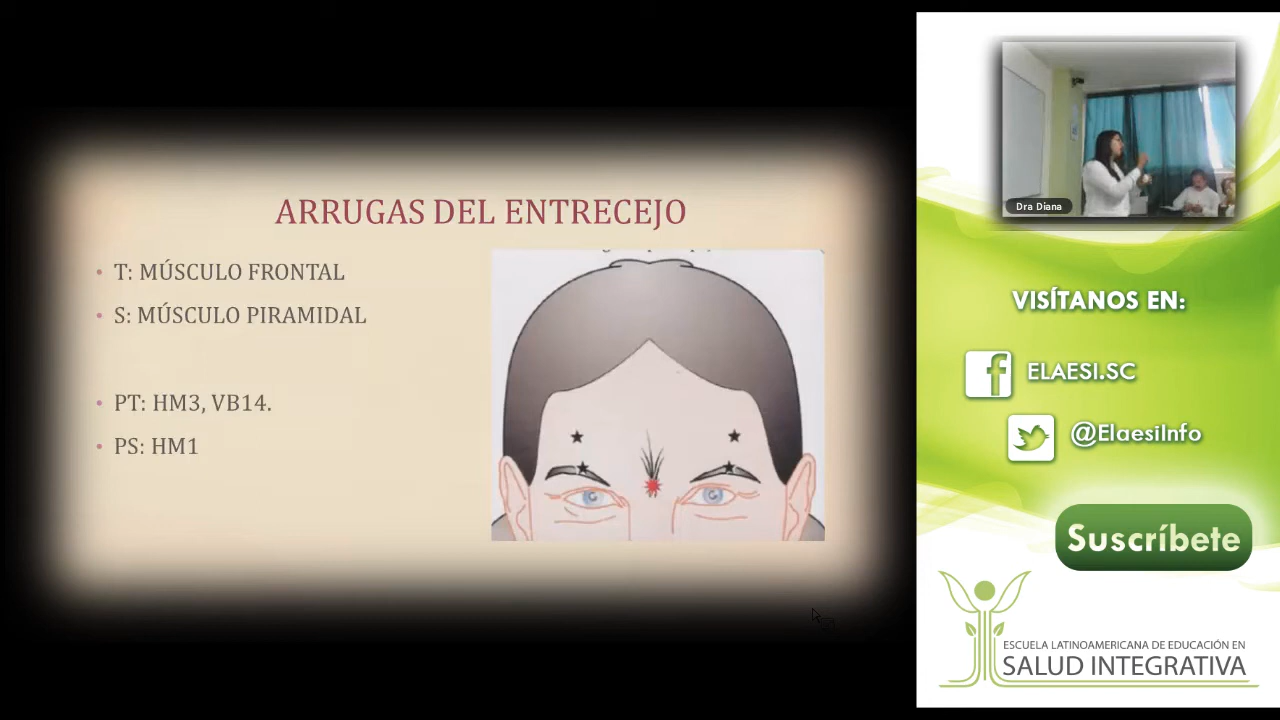 ARRUGAS DEL ENTRECEJO
• T: MÚSCULO FRONTAL
• S: MÚSCULO PIRAMIDAL
• PT: HM3, VB14.
• PS: HM1
Dra Diana
VISÍTANOS EN:
ELAESI.SC
@ElaesiInfo
Suscríbete
ESCUELA LATINOAMERICANA DE EDUCACIÓN EN
SALUD INTEGRATIVA